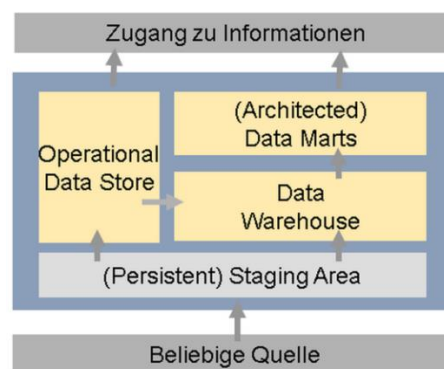 Zugang zu Informationen
Operational
Data Store
(Architected)
Data Marts
Data
Warehouse
(Persistent) Staging Area
Beliebige Quelle